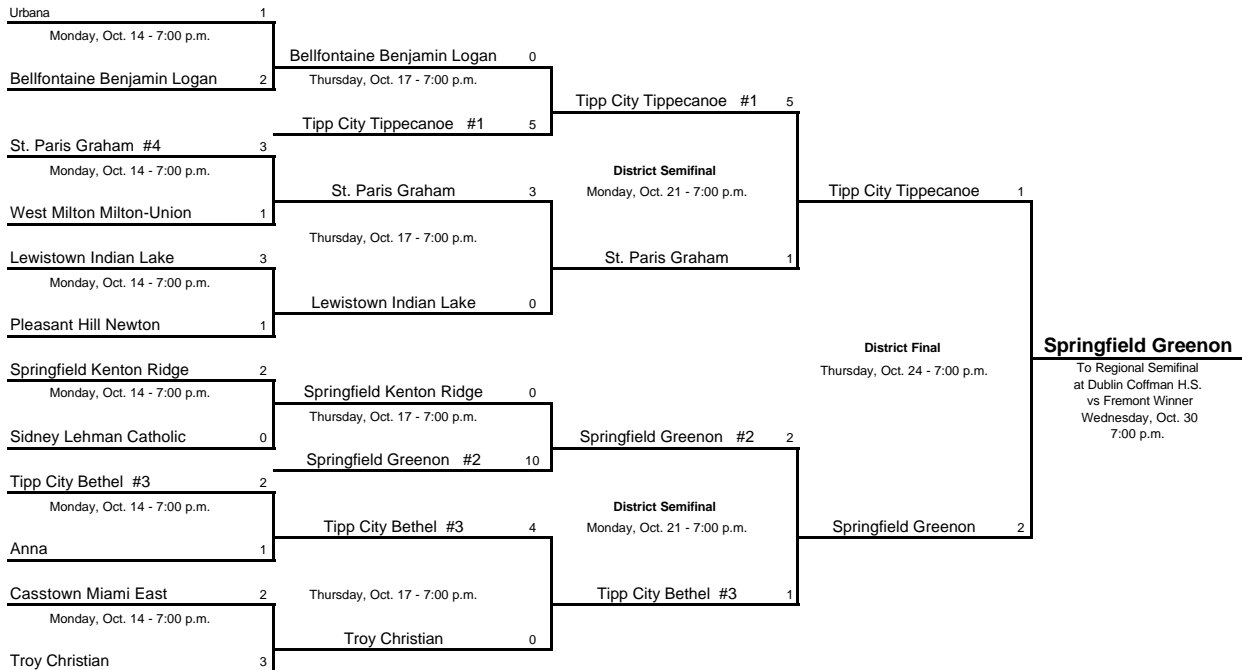 Urbana 1
Monday, Oct. 14 - 7:00 p.m.
Bellfontaine Benjamin Logan 2
St. Paris Graham #4 3
Monday, Oct. 14 - 7:00 p.m.
West Milton Milton-Union 1
Lewistown Indian Lake 3
Monday, Oct. 14 - 7:00 p.m.
Pleasant Hill Newton 1
Springfield Kenton Ridge 2
Monday, Oct. 14 - 7:00 p.m.
Sidney Lehman Catholic 0
Tipp City Bethel #3 2
Monday, Oct. 14 - 7:00 p.m.
Anna 1
Casstown Miami East 2
Monday, Oct. 14 - 7:00 p.m.
Troy Christian 3
Bellfontaine Benjamin Logan 0
Thursday, Oct. 17 - 7:00 p.m.
Tipp City Tippecanoe #1 5
St. Paris Graham 3
Thursday, Oct. 17 - 7:00 p.m.
Lewistown Indian Lake 0
Springfield Kenton Ridge 0
Thursday, Oct. 17 - 7:00 p.m.
Springfield Greenon #2 10
Tipp City Bethel #3 4
Thursday, Oct. 17 - 7:00 p.m.
Troy Christian 0
Tipp City Tippecanoe #1 5
District Semifinal
Monday, Oct. 21 - 7:00 p.m.
St. Paris Graham 1
Springfield Greenon #2 2
District Semifinal
Monday, Oct. 21 - 7:00 p.m.
Tipp City Bethel #3 1
Tipp City Tippecanoe 1
District Final
Thursday, Oct. 24 - 7:00 p.m.
Springfield Greenon 2
Springfield Greenon
To Regional Semifinal
at Dublin Coffman H.S.
vs Fremont Winner
Wednesday, Oct. 30
7:00 p.m.